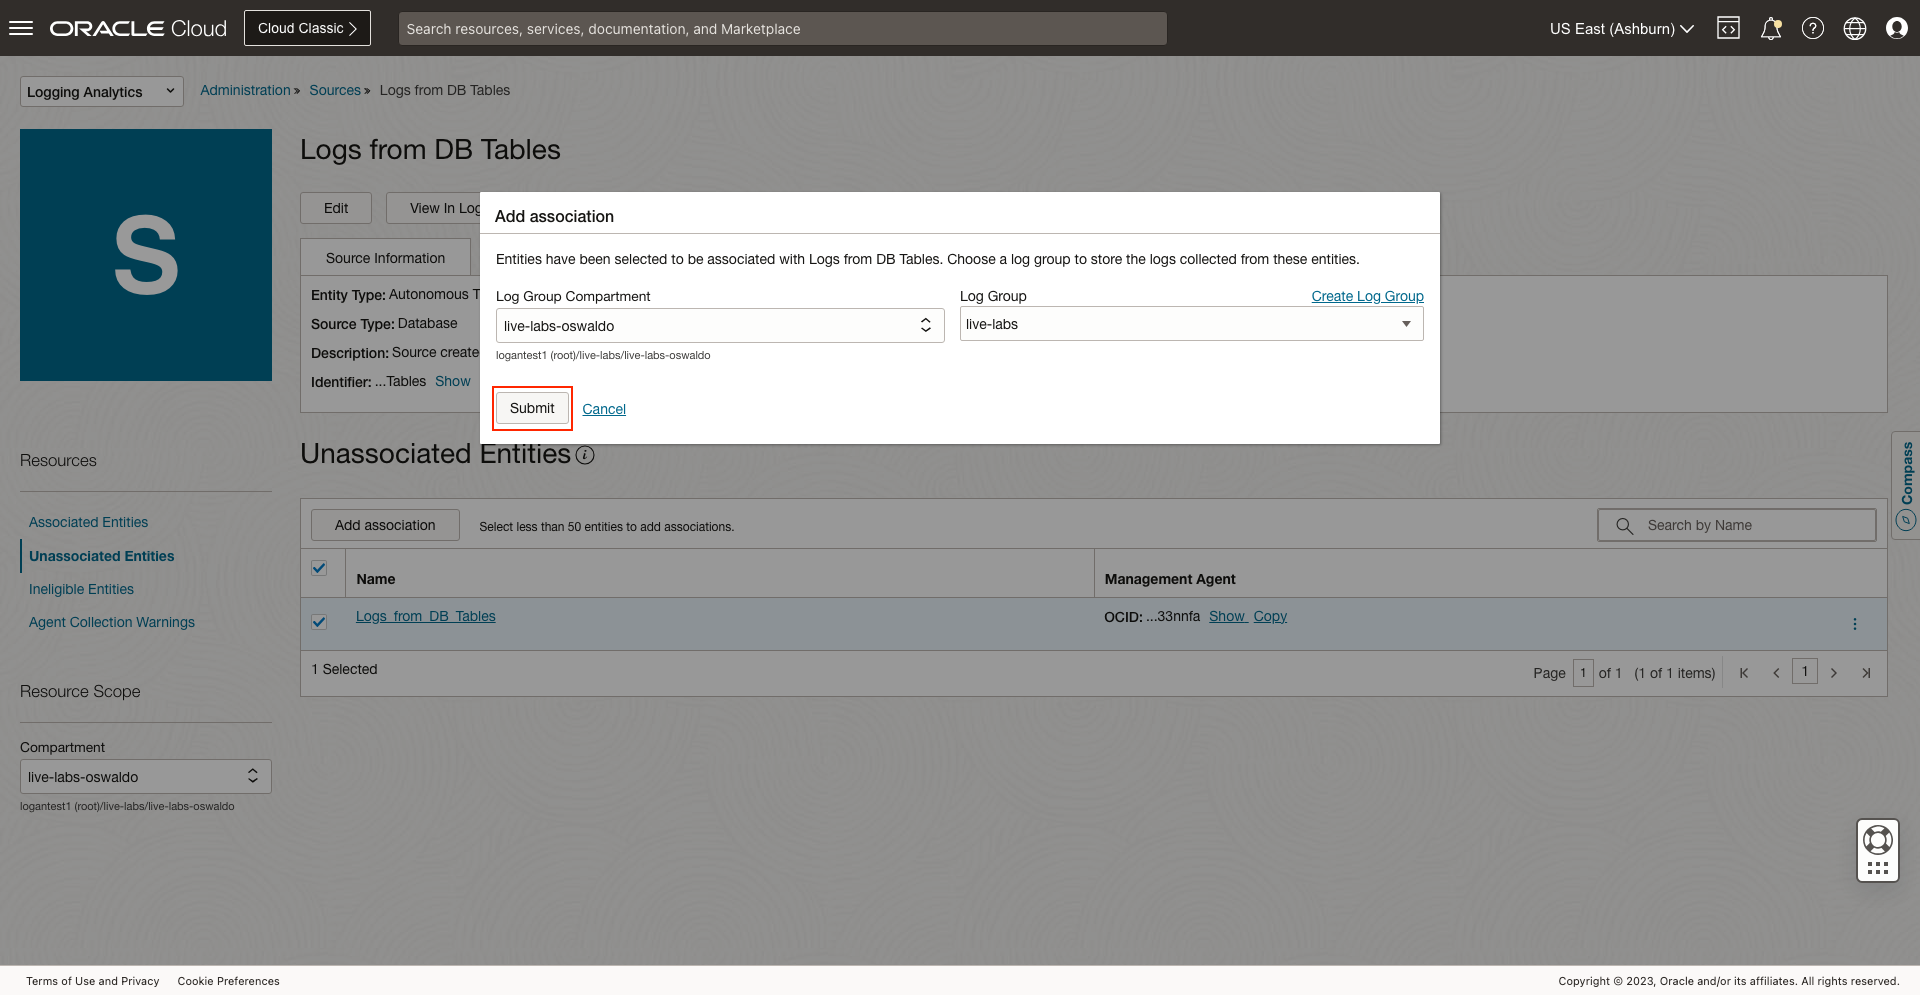 ORACLE Cloud
Cloud Classic
Search resources, services, documentation, and Marketplace
US East (Ashburn)
Logging Analytics
Administration » Sources » Logs from DB Tables
S
Logs from DB Tables
Edit
View In Log
Source Information
Entity Type: Autonomous T
Source Type: Database
Description: Source create
Identifier: ...Tables Show
Add association
Entities have been selected to be associated with Logs from DB Tables. Choose a log group to store the logs collected from these entities.
Log Group Compartment
live-labs-oswaldo
logantest1 (root)/live-labs/live-labs-oswaldo
Log Group
Create Log Group
live-labs
Submit
Cancel
Resources
Associated Entities
Unassociated Entities
Ineligible Entities
Agent Collection Warnings
Resource Scope
Compartment
live-labs-oswaldo
logantest1 (root)/live-labs/live-labs-oswaldo
Unassociated Entities
Add association
Select less than 50 entities to add associations.
Search by Name
Name
Management Agent
Logs_from_DB_Tables
OCID: ...33nnfa Show Copy
1 Selected
Page 1 of 1 (1 of 1 items)
1
Compass
Terms of Use and Privacy
Cookie Preferences
Copyright © 2023, Oracle and/or its affiliates. All rights reserved.